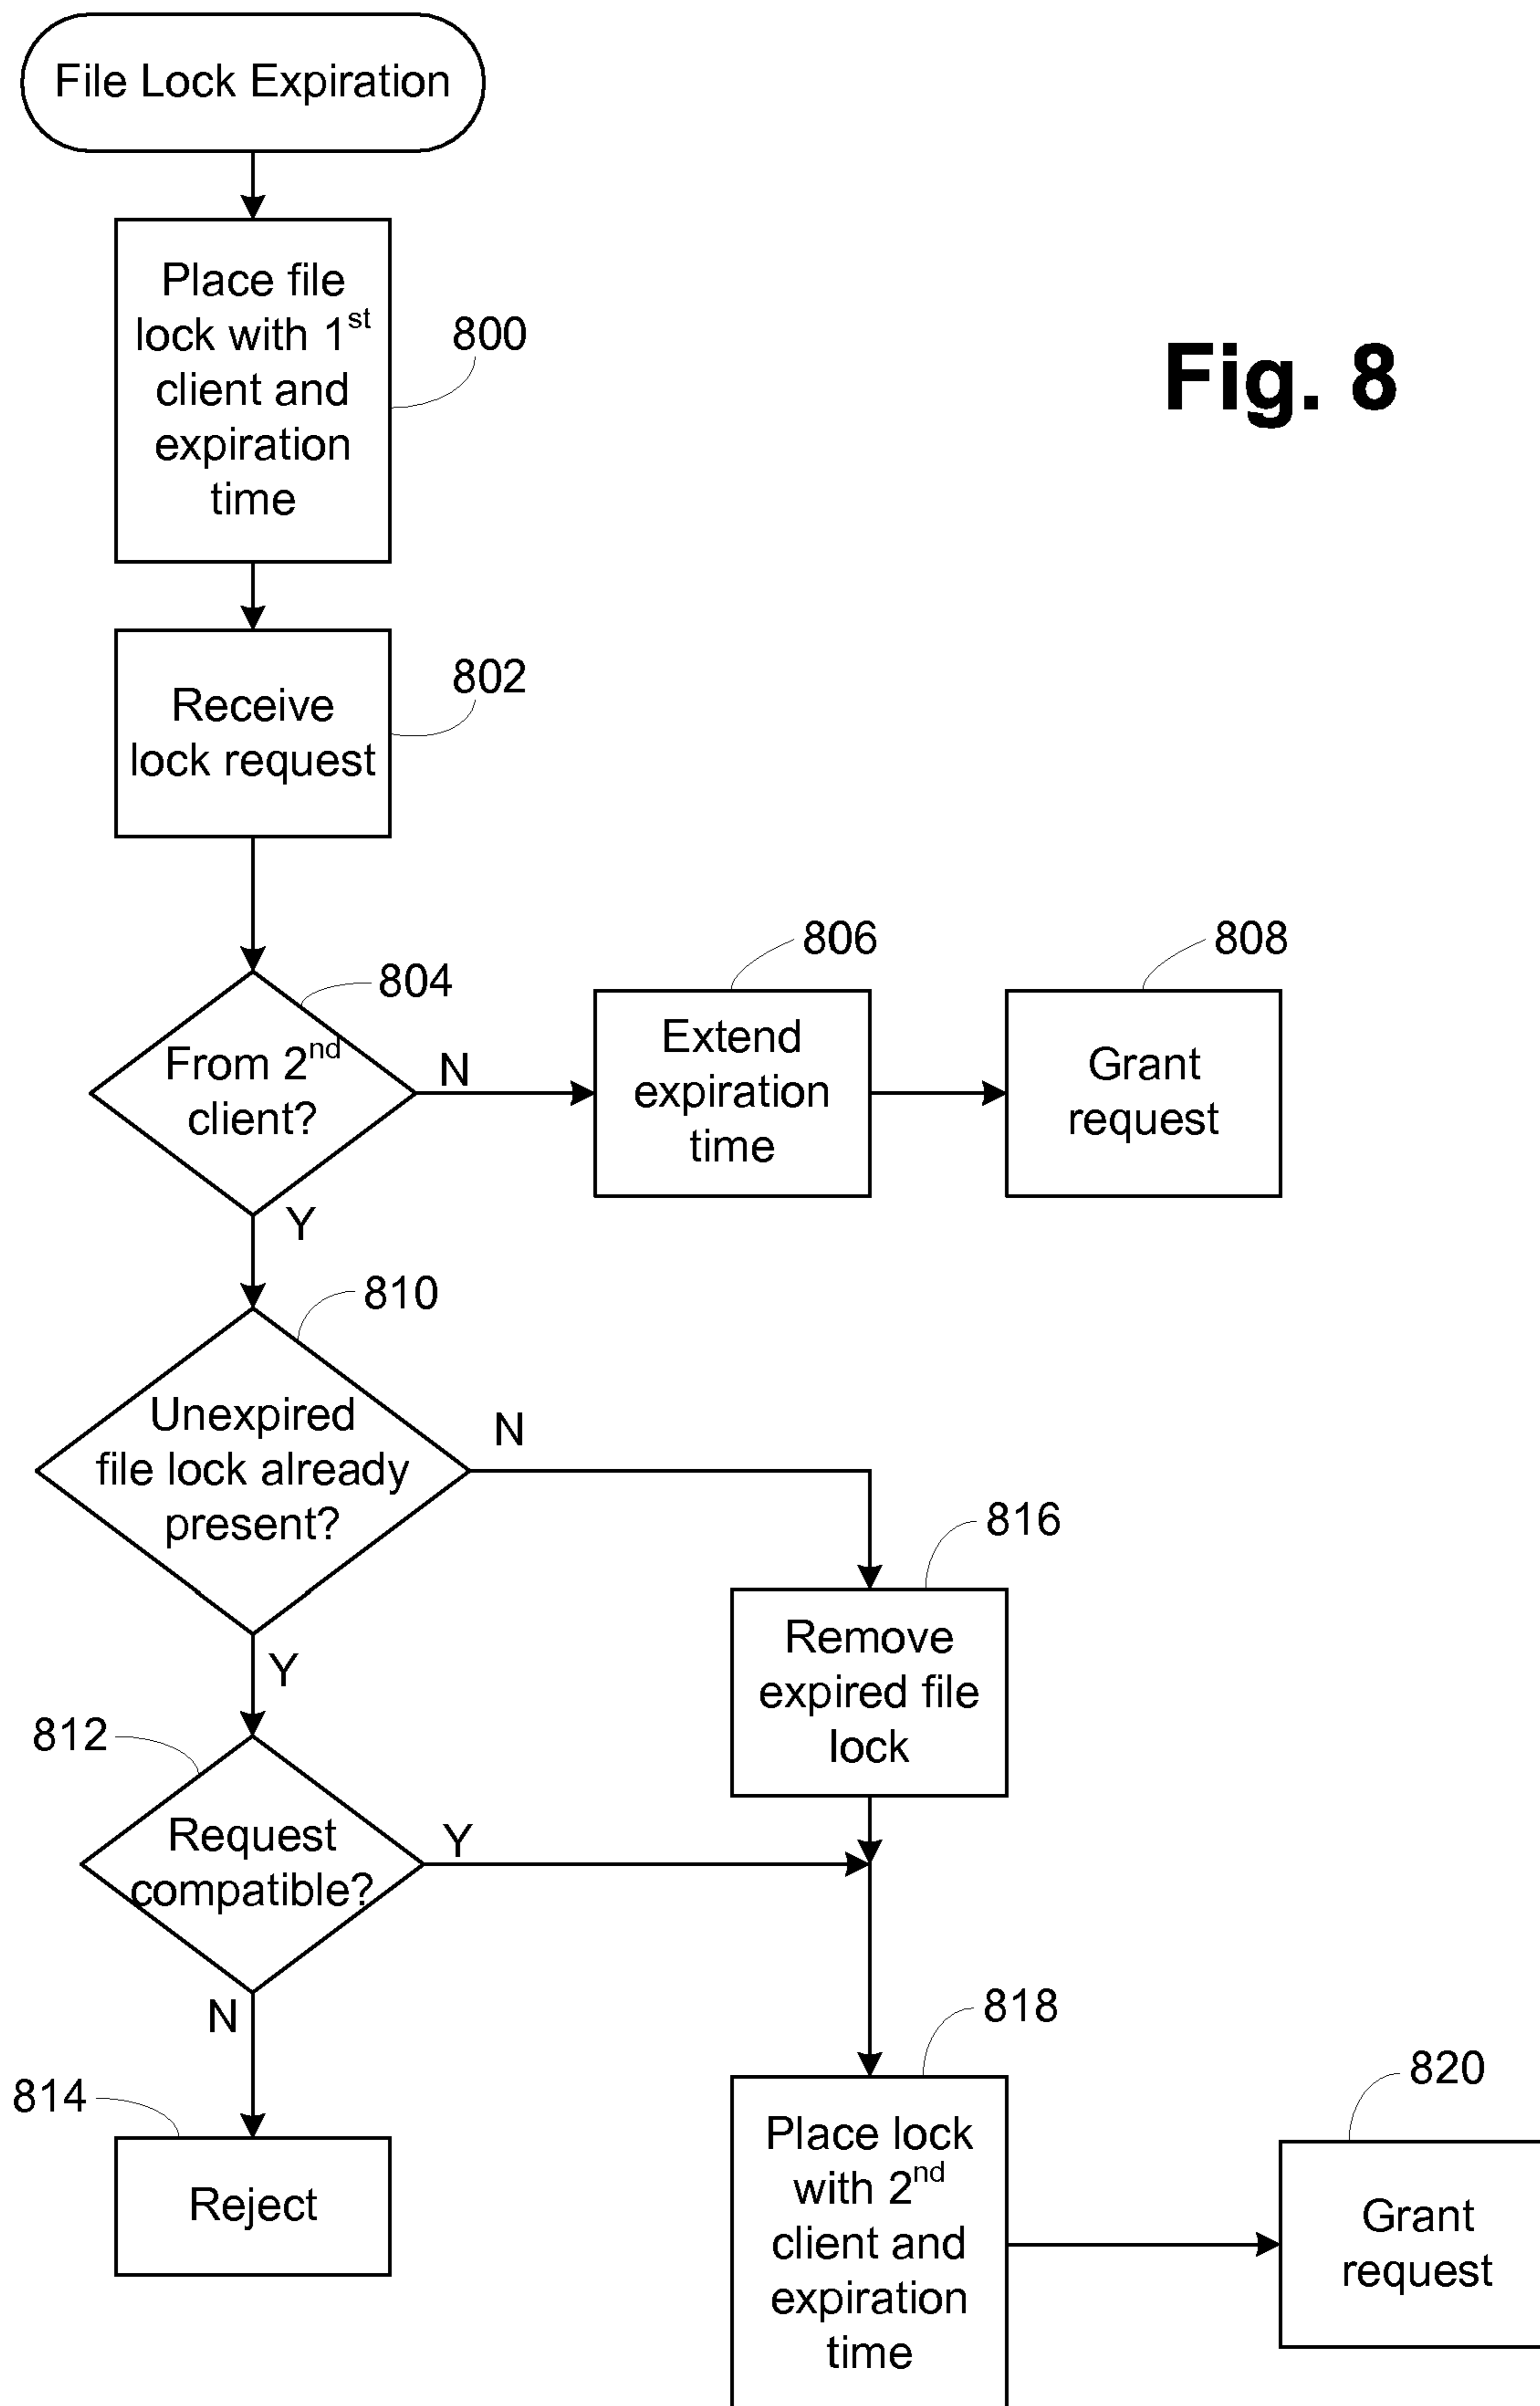 File Lock Expiration
Place file
lock with 1st
client and
expiration
time
800
Fig. 8
Receive
lock request
802
804
From 2nd
client?
N
Y
806
Extend
expiration
time
808
Grant
request
810
Unexpired
file lock already
present?
N
Y
816
Remove
expired file
lock
812
Request
compatible?
Y
N
814
Reject
818
Place lock
with 2nd
client and
expiration
time
820
Grant
request